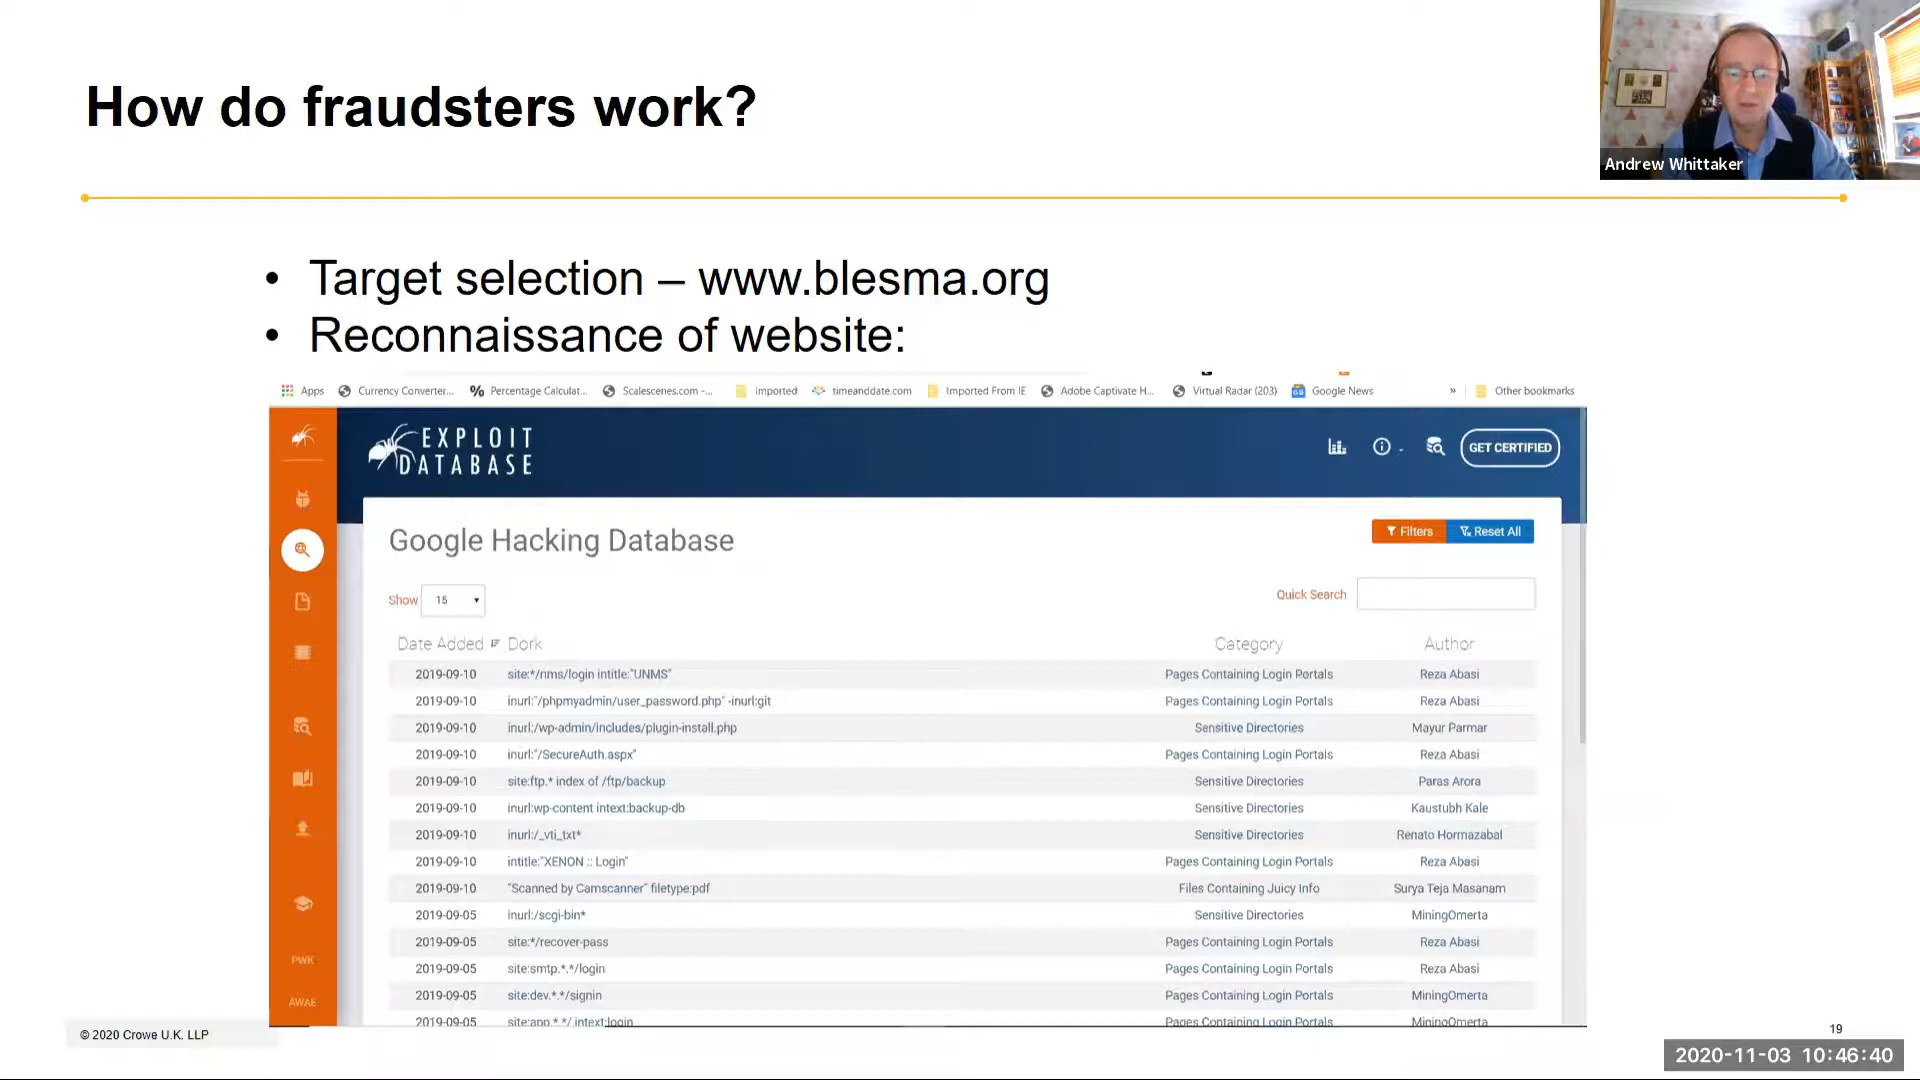 How do fraudsters work?
Andrew Whittaker
• Target selection – www.blesma.org
• Reconnaissance of website:
Apps Currency Converter... Percentage Calculat... Scalescenes.com -... Imported timeanddate.com Imported From IE Adobe Captivate H... Virtual Radar (203) Google News » Other bookmarks
EXPLOIT
DATABASE
GET CERTIFIED
Google Hacking Database
Filters Reset All
Show 15 Quick Search
Date Added Dork Category Author
2019-09-10 site:*/nms/login intitle:"UNMS" Pages Containing Login Portals Reza Abasi
2019-09-10 inurl:"/phpmyadmin/user_password.php" -inurl:git Pages Containing Login Portals Reza Abasi
2019-09-10 inurl:/wp-admin/includes/plugin-install.php Sensitive Directories Mayur Parmar
2019-09-10 inurl:"/SecureAuth.aspx" Pages Containing Login Portals Reza Abasi
2019-09-10 site:ftp.* index of /ftp/backup Sensitive Directories Paras Arora
2019-09-10 inurl:wp-content intext:backup-db Sensitive Directories Kaustubh Kale
2019-09-10 inurl:/_vti_txt* Sensitive Directories Renato Hormazabal
2019-09-10 intitle:"XENON :: Login" Pages Containing Login Portals Reza Abasi
2019-09-10 "Scanned by Camscanner" filetype:pdf Files Containing Juicy Info Surya Teja Masanam
2019-09-05 inurl:/scgi-bin* Sensitive Directories MiningOmerta
2019-09-05 site:*/recover-pass Pages Containing Login Portals Reza Abasi
2019-09-05 site:smtp.*.*/login Pages Containing Login Portals Reza Abasi
2019-09-05 site:dev.*.*/signin Pages Containing Login Portals MiningOmerta
2019-09-05 site:app.*.*/ intext:login Pages Containing Login Portals MiningOmerta
PWK
AWAE
© 2020 Crowe U.K. LLP
19
2020-11-03 10:46:40